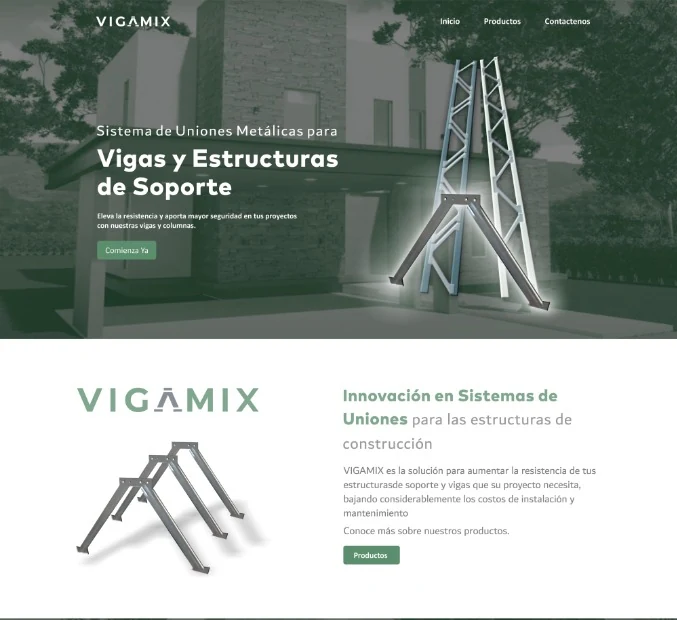 VIGAMIX
Inicio Productos Contactenos
Sistema de Uniones Metálicas para
Vigas y Estructuras
de Soporte
Eleva la resistencia y aporta mayor seguridad en tus proyectos
con nuestras vigas y columnas.
Comienza Ya
VIGAMIX
Innovación en Sistemas de
Uniones para las estructuras de
construcción
VIGAMIX es la solución para aumentar la resistencia de tus
estructurasde soporte y vigas que su proyecto necesita,
bajando considerablemente los costos de instalación y
mantenimiento
Conoce más sobre nuestros productos.
Productos